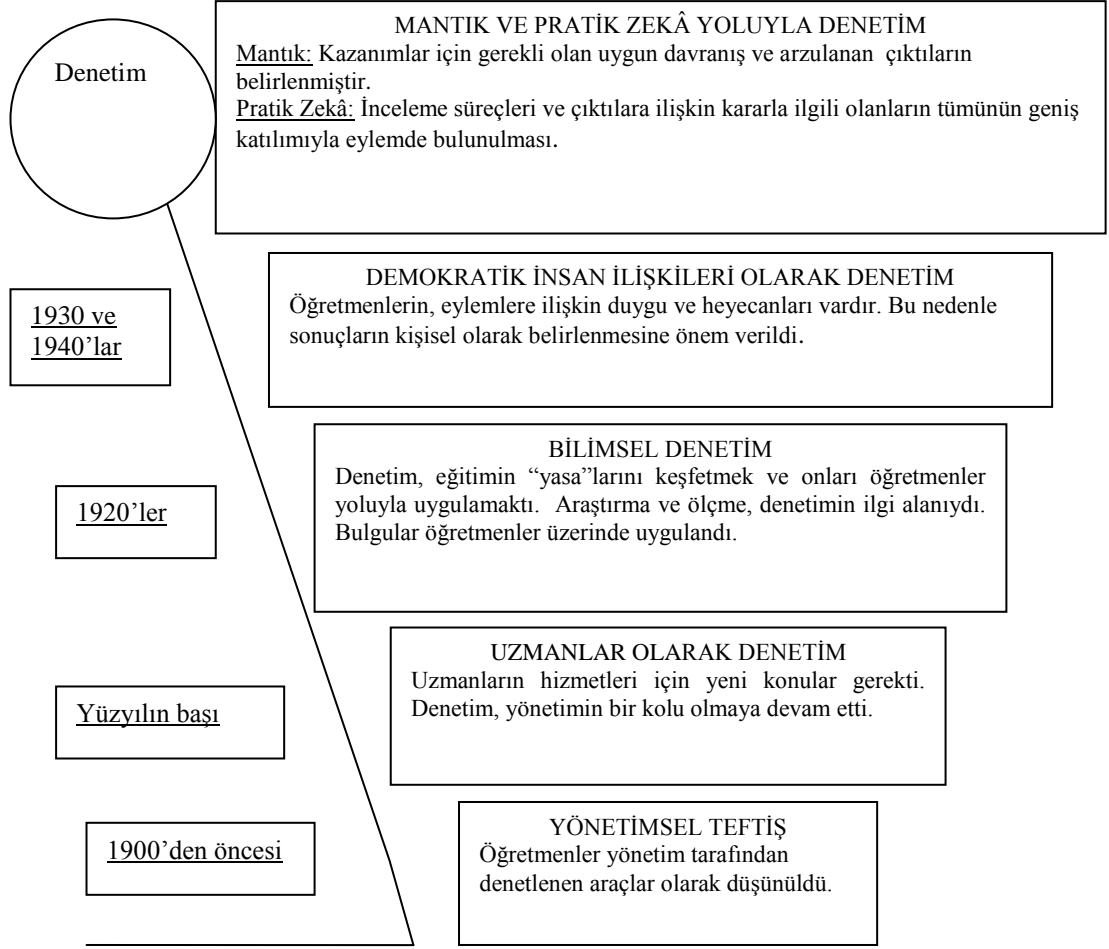 Denetim
MANTIK VE PRATİK ZEKÂ YOLUYLA DENETİM
Mantık: Kazanımlar için gerekli olan uygun davranış ve arzulanan çıktıların
belirlenmiştir.
Pratik Zekâ: İnceleme süreçleri ve çıktılara ilişkin kararla ilgili olanların tümünün geniş
katılımıyla eylemde bulunulması.
1930 ve
1940’lar
DEMOKRATİK İNSAN İLİŞKİLERİ OLARAK DENETİM
Öğretmenlerin, eylemlere ilişkin duygu ve heyecanları vardır. Bu nedenle
sonuçların kişisel olarak belirlenmesine önem verildi.
1920’ler
BİLİMSEL DENETİM
Denetim, eğitimin “yasa”larını keşfetmek ve onları öğretmenler
yoluyla uygulamaktı. Araştırma ve ölçme, denetimin ilgi alanıydı.
Bulgular öğretmenler üzerinde uygulandı.
Yüzyılın başı
UZMANLAR OLARAK DENETİM
Uzmanların hizmetleri için yeni konular gerekti.
Denetim, yönetimin bir kolu olmaya devam etti.
1900’den öncesi
YÖNETİMSEL TEFTİŞ
Öğretmenler yönetim tarafından
denetlenen araçlar olarak düşünüldü.